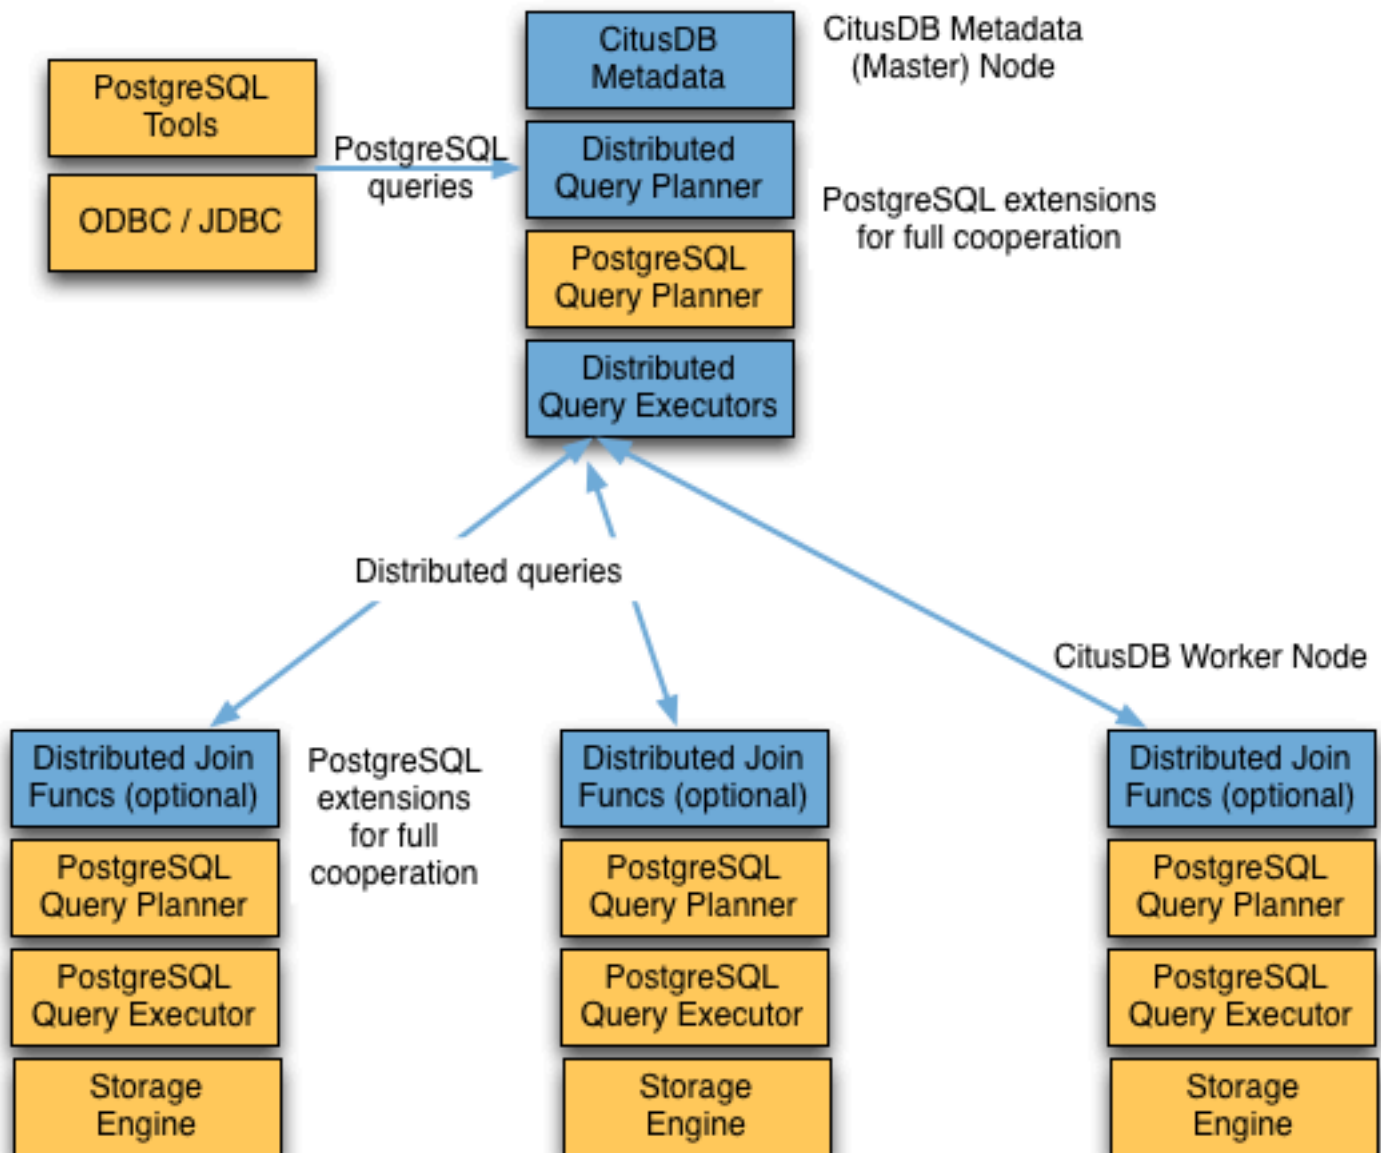 CitusDB
Metadata
CitusDB Metadata
(Master) Node
PostgreSQL
Tools
ODBC / JDBC
PostgreSQL
queries
Distributed
Query Planner
PostgreSQL extensions
for full cooperation
PostgreSQL
Query Planner
Distributed
Query Executors
Distributed queries
CitusDB Worker Node
Distributed Join
Funcs (optional)
PostgreSQL
Query Planner
PostgreSQL
Query Executor
Storage
Engine
PostgreSQL
extensions
for full
cooperation
Distributed Join
Funcs (optional)
PostgreSQL
Query Planner
PostgreSQL
Query Executor
Storage
Engine
Distributed Join
Funcs (optional)
PostgreSQL
Query Planner
PostgreSQL
Query Executor
Storage
Engine